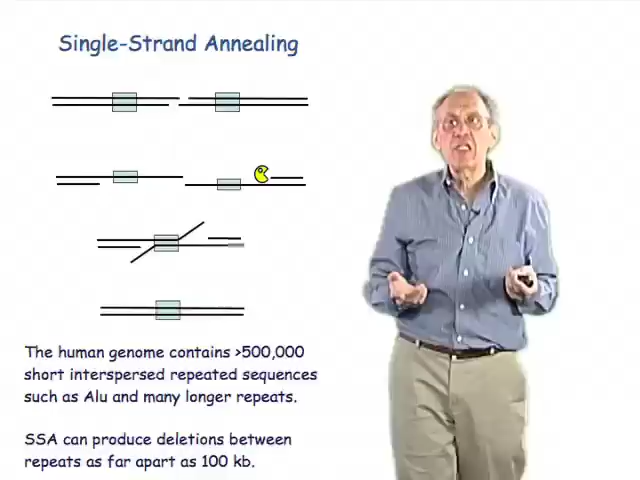 Single-Strand Annealing
The human genome contains >500,000
short interspersed repeated sequences
such as Alu and many longer repeats.
SSA can produce deletions between
repeats as far apart as 100 kb.